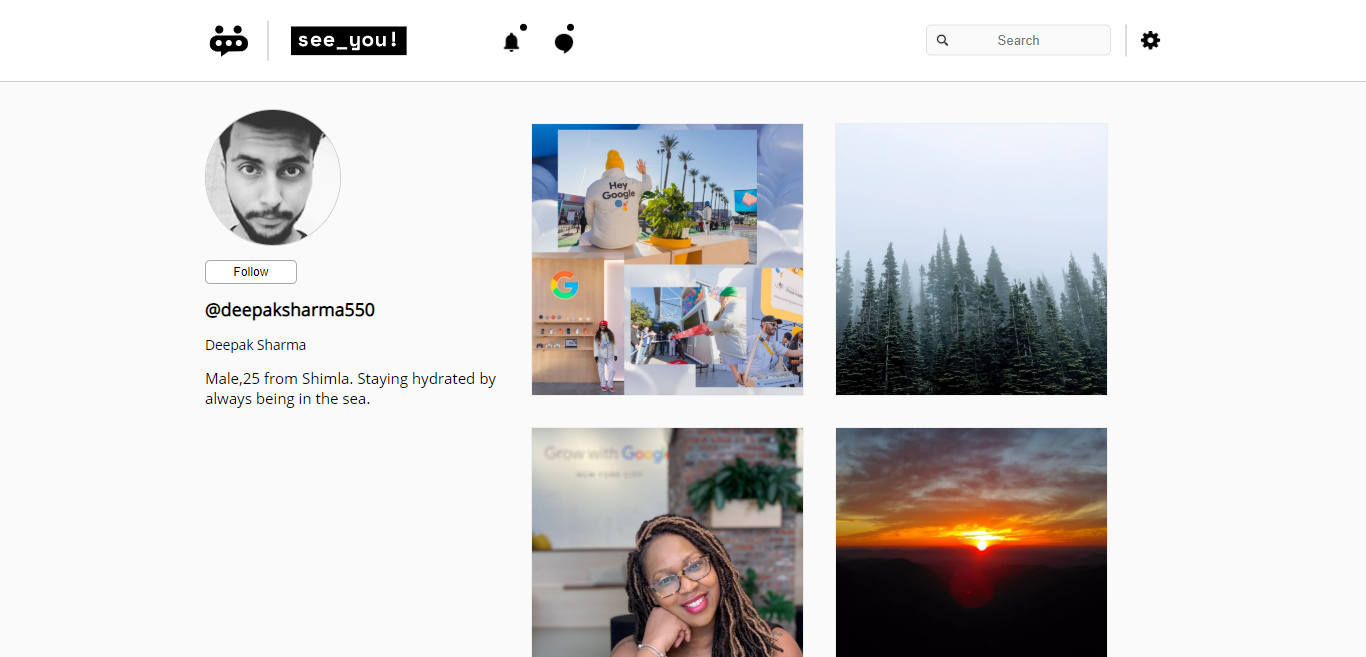 see_you!
Search
Follow
@deepaksharma550
Deepak Sharma
Male,25 from Shimla. Staying hydrated by
always being in the sea.
Hey
Google
G
Grow with Google
NEW YORK CITY